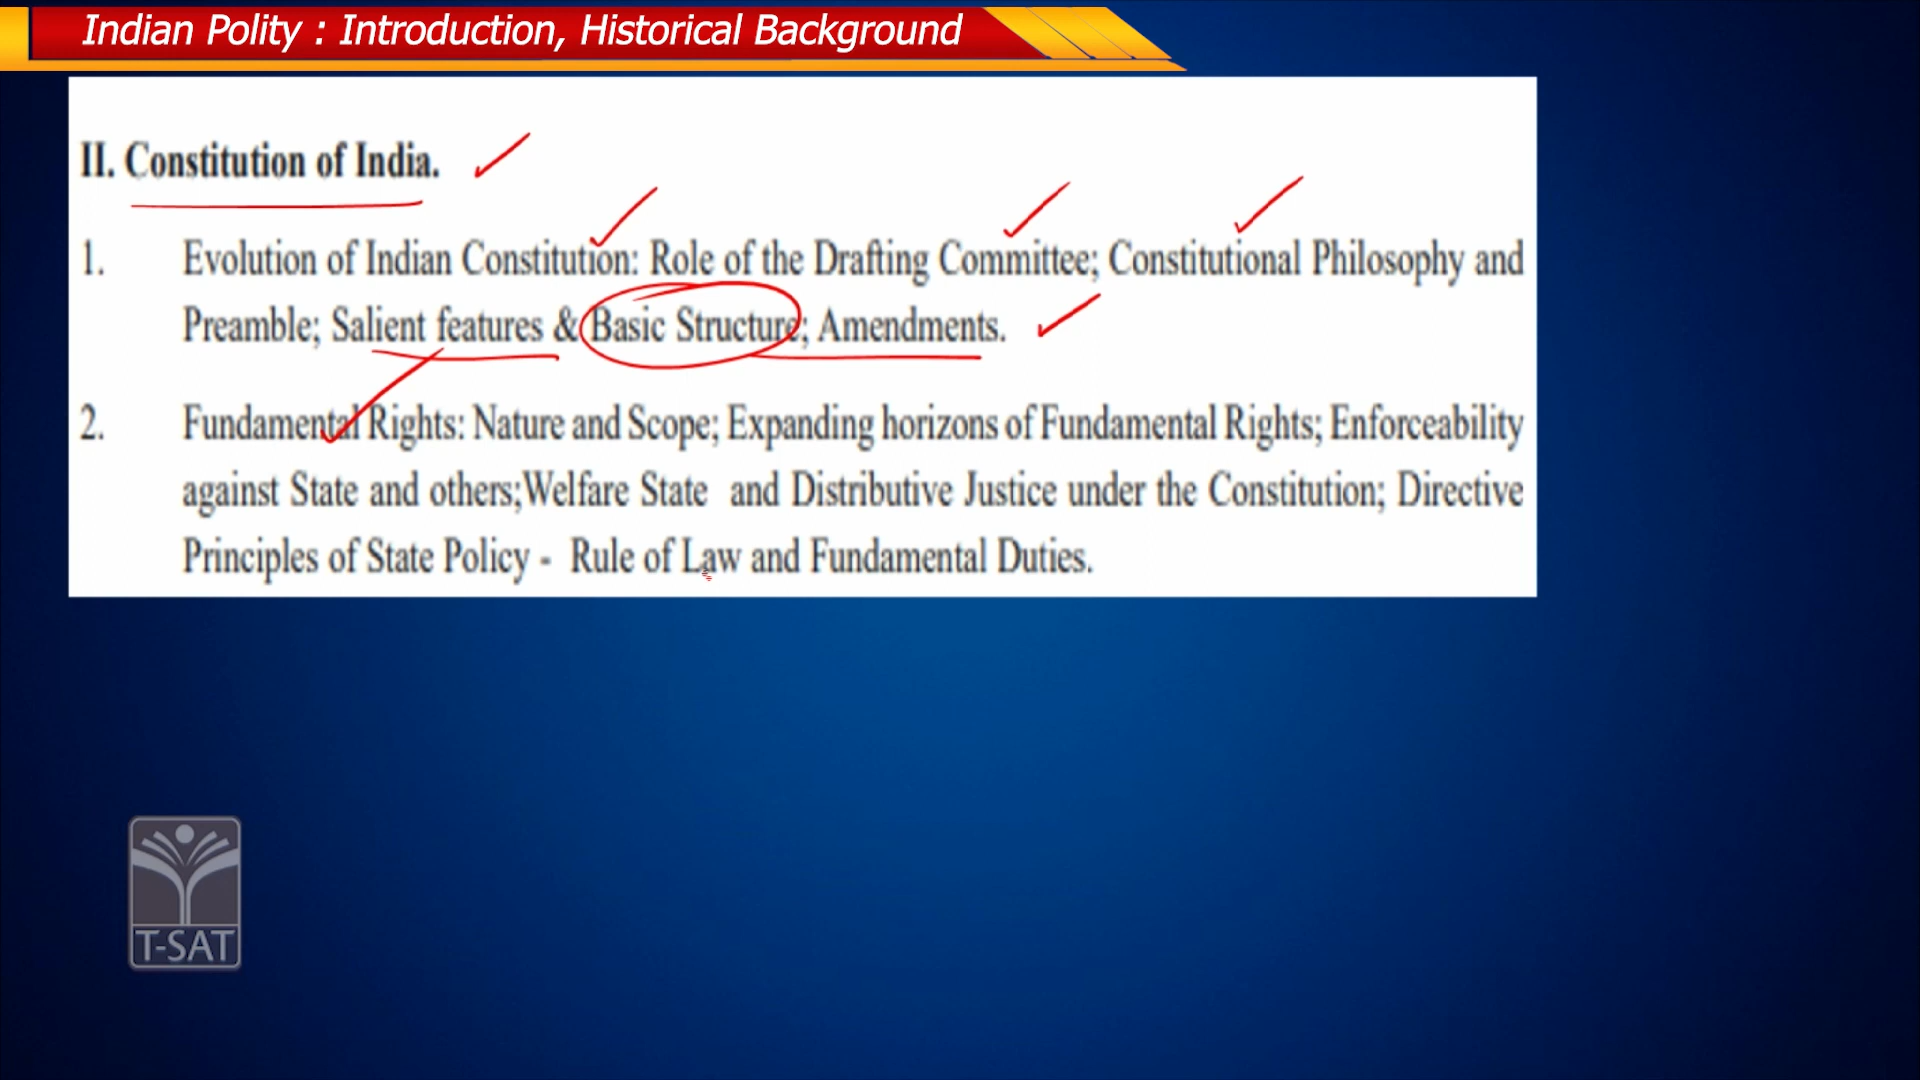 Indian Polity : Introduction, Historical Background
II. Constitution of India.
1. Evolution of Indian Constitution: Role of the Drafting Committee; Constitutional Philosophy and
Preamble; Salient features & Basic Structure; Amendments.
2. Fundamental Rights: Nature and Scope; Expanding horizons of Fundamental Rights; Enforceability
against State and others;Welfare State and Distributive Justice under the Constitution; Directive
Principles of State Policy - Rule of Law and Fundamental Duties.
T-SAT